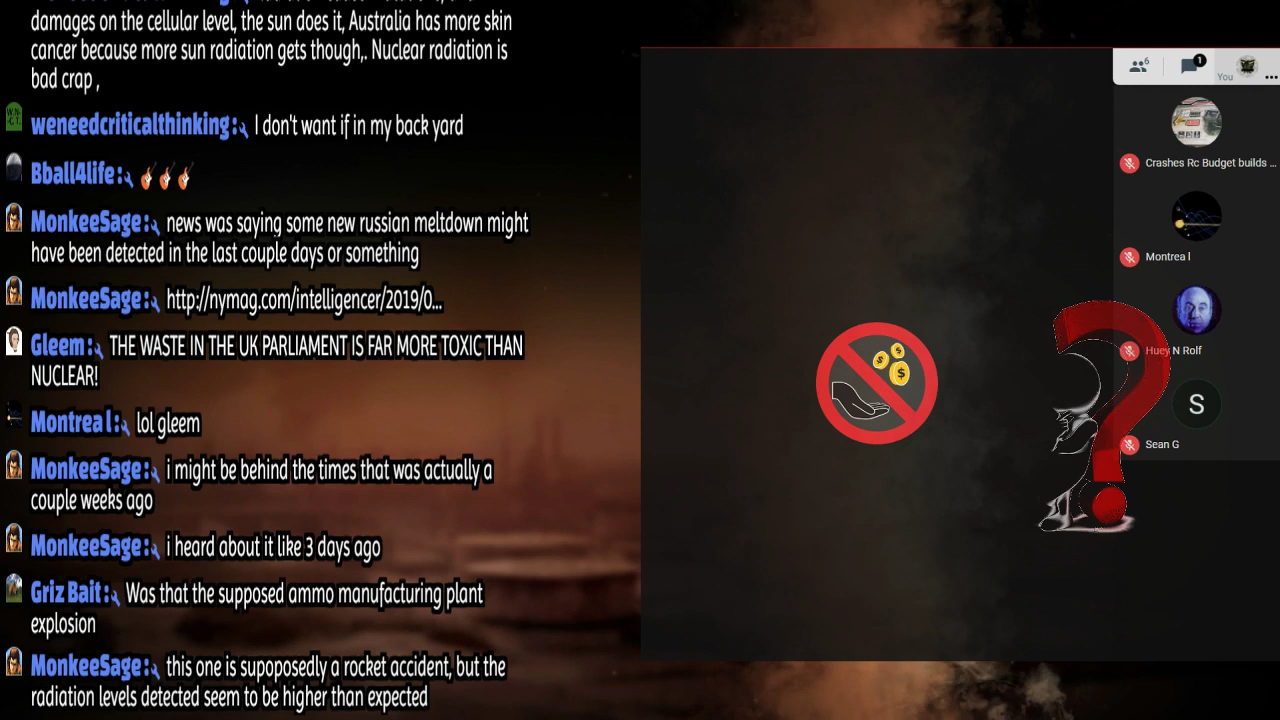 damages on the cellular level, the sun does it, Australia has more skin
cancer because more sun radiation gets though,. Nuclear radiation is
bad crap ,
weneedcriticalthinking: I don't want if in my back yard
Bball4life:
MonkeeSage: news was saying some new russian meltdown might
have been detected in the last couple days or something
MonkeeSage: http://nymag.com/intelligencer/2019/0...
Gleem: THE WASTE IN THE UK PARLIAMENT IS FAR MORE TOXIC THAN
NUCLEAR!
Montrea l: lol gleem
MonkeeSage: i might be behind the times that was actually a
couple weeks ago
MonkeeSage: i heard about it like 3 days ago
Griz Bait: Was that the supposed ammo manufacturing plant
explosion
MonkeeSage: this one is supoposedly a rocket accident, but the
radiation levels detected seem to be higher than expected
6
1
You
Crashes Rc Budget builds ...
Montrea l
Huey N Rolf
S
Sean G
$ $ $